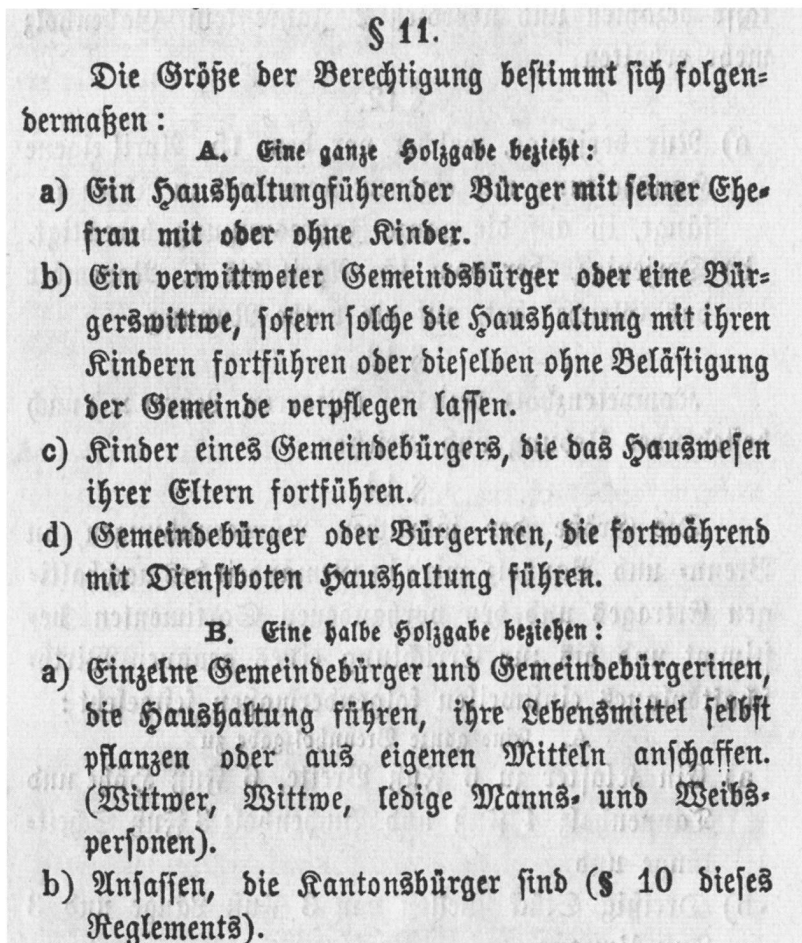 § 11.
Die Größe der Berechtigung bestimmt sich folgen=
dermaßen:
A. Eine ganze Holzgabe bezieht:
a) Ein Haushaltungführender Bürger mit seiner Ehe=
frau mit oder ohne Kinder.
b) Ein verwittweter Gemeindsbürger oder eine Bür=
gerswittwe, sofern solche die Haushaltung mit ihren
Kindern fortführen oder dieselben ohne Belästigung
der Gemeinde verpflegen lassen.
c) Kinder eines Gemeindebürgers, die das Hauswesen
ihrer Eltern fortführen.
d) Gemeindebürger oder Bürgerinen, die fortwährend
mit Dienstboten Haushaltung führen.
B. Eine halbe Holzgabe beziehen:
a) Einzelne Gemeindebürger und Gemeindebürgerinen,
die Haushaltung führen, ihre Lebensmittel selbst
pflanzen oder aus eigenen Mitteln anschaffen.
(Wittwer, Wittwe, ledige Manns= und Weibs=
personen).
b) Ansassen, die Kantonsbürger sind (§ 10 dieses
Reglements).